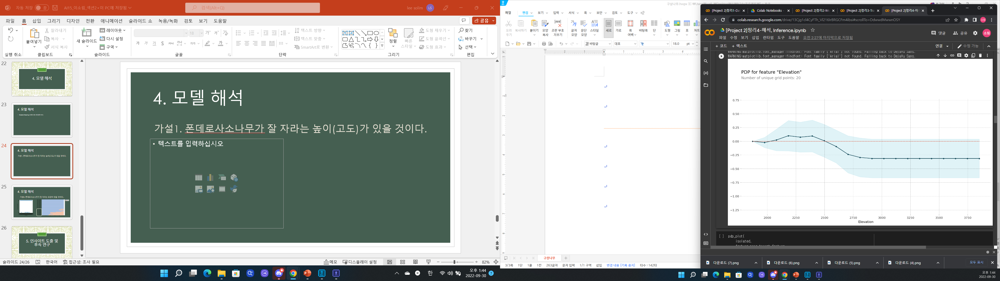 자동 저장 끔 AI15_이소림_섹션2 • 이 PC에 저장됨 검색(Alt+Q) lee solim LS
파일 홈 삽입 그리기 디자인 전환 애니메이션 슬라이드 쇼 녹음/녹화 검토 보기 도움말 공유
붙여넣기 잘라내기 복사 서식 복사
새 슬라이드 레이아웃 다시 설정 구역
18
텍스트 방향 텍스트 맞춤 SmartArt로 변환
정렬 빠른 스타일 도형 채우기 도형 윤곽선 도형 효과
찾기 바꾸기 선택
실행 취소 클립보드 슬라이드 글꼴 단락 그리기 편집
22
4. 모델 해석
23
4. 모델 해석
24
4. 모델 해석
가설1. 폰데로사소나무가 잘 자라는 높이(고도)가 있을 것이다.
25
4. 모델 해석
26
5. 인사이트 도출 및
후속 연구
4. 모델 해석
가설1. 폰데로사소나무가 잘 자라는 높이(고도)가 있을 것이다.
• 텍스트를 입력하십시오
슬라이드 24/26 한국어 접근성: 조사 필요 메모 디스플레이 설정 82%
한 오후 1:44
2022-09-30 7
파일 편집 보기 입력 서식 쪽 보안 검토 도구
오려 두기 복사하기 붙이기 모양 복사 조판 부호 지우기 글자 모양 문단 모양 스타일 세로 가로 쪽 여백 바탕쪽 단 도형 그림 표 차트
바탕글 대표 18.0 pt
구상나무
3/3쪽 1단 1줄 1칸 263글자 문자 입력 1/1 구역 삽입 변경 내용 [기록 중지] 타수 : 142타
[Project 2]정리1-Da Colab Notebooks - [Project 2]정리2-Mo [Project 2]정리3-Tra [Project 2]정리4-해
colab.research.google.com/drive/13Cjg1cl4CyFTh_Vl216IrBRGCFm4ibsi#scrollTo=DdwwdMwwnOSY 소림
[Project 2]정리4-해석, Inference.ipynb 댓글 공유 소림
파일 수정 보기 삽입 런타임 도구 도움말 오전 2:27에 마지막으로 저장됨
+ 코드 + 텍스트 연결 수정 가능
WARNING:matplotlib.font_manager:findfont: Font family ['Arial'] not found. Falling back to DejaVu Sans.
WARNING:matplotlib.font_manager:findfont: Font family ['Arial'] not found. Falling back to DejaVu Sans.
PDP for feature "Elevation"
Number of unique grid points: 20
0.75
0.50
0.25
0.00
−0.25
−0.50
−0.75
−1.00
−1.25
2000 2250 2500 2750 3000 3250 3500 3750
Elevation
[ ] pdp_plot(
isolated,
다운로드 (7).png 다운로드 (6).png 다운로드 (5).png 다운로드 (4).png 모두 표시
오후 1:44
2022-09-30